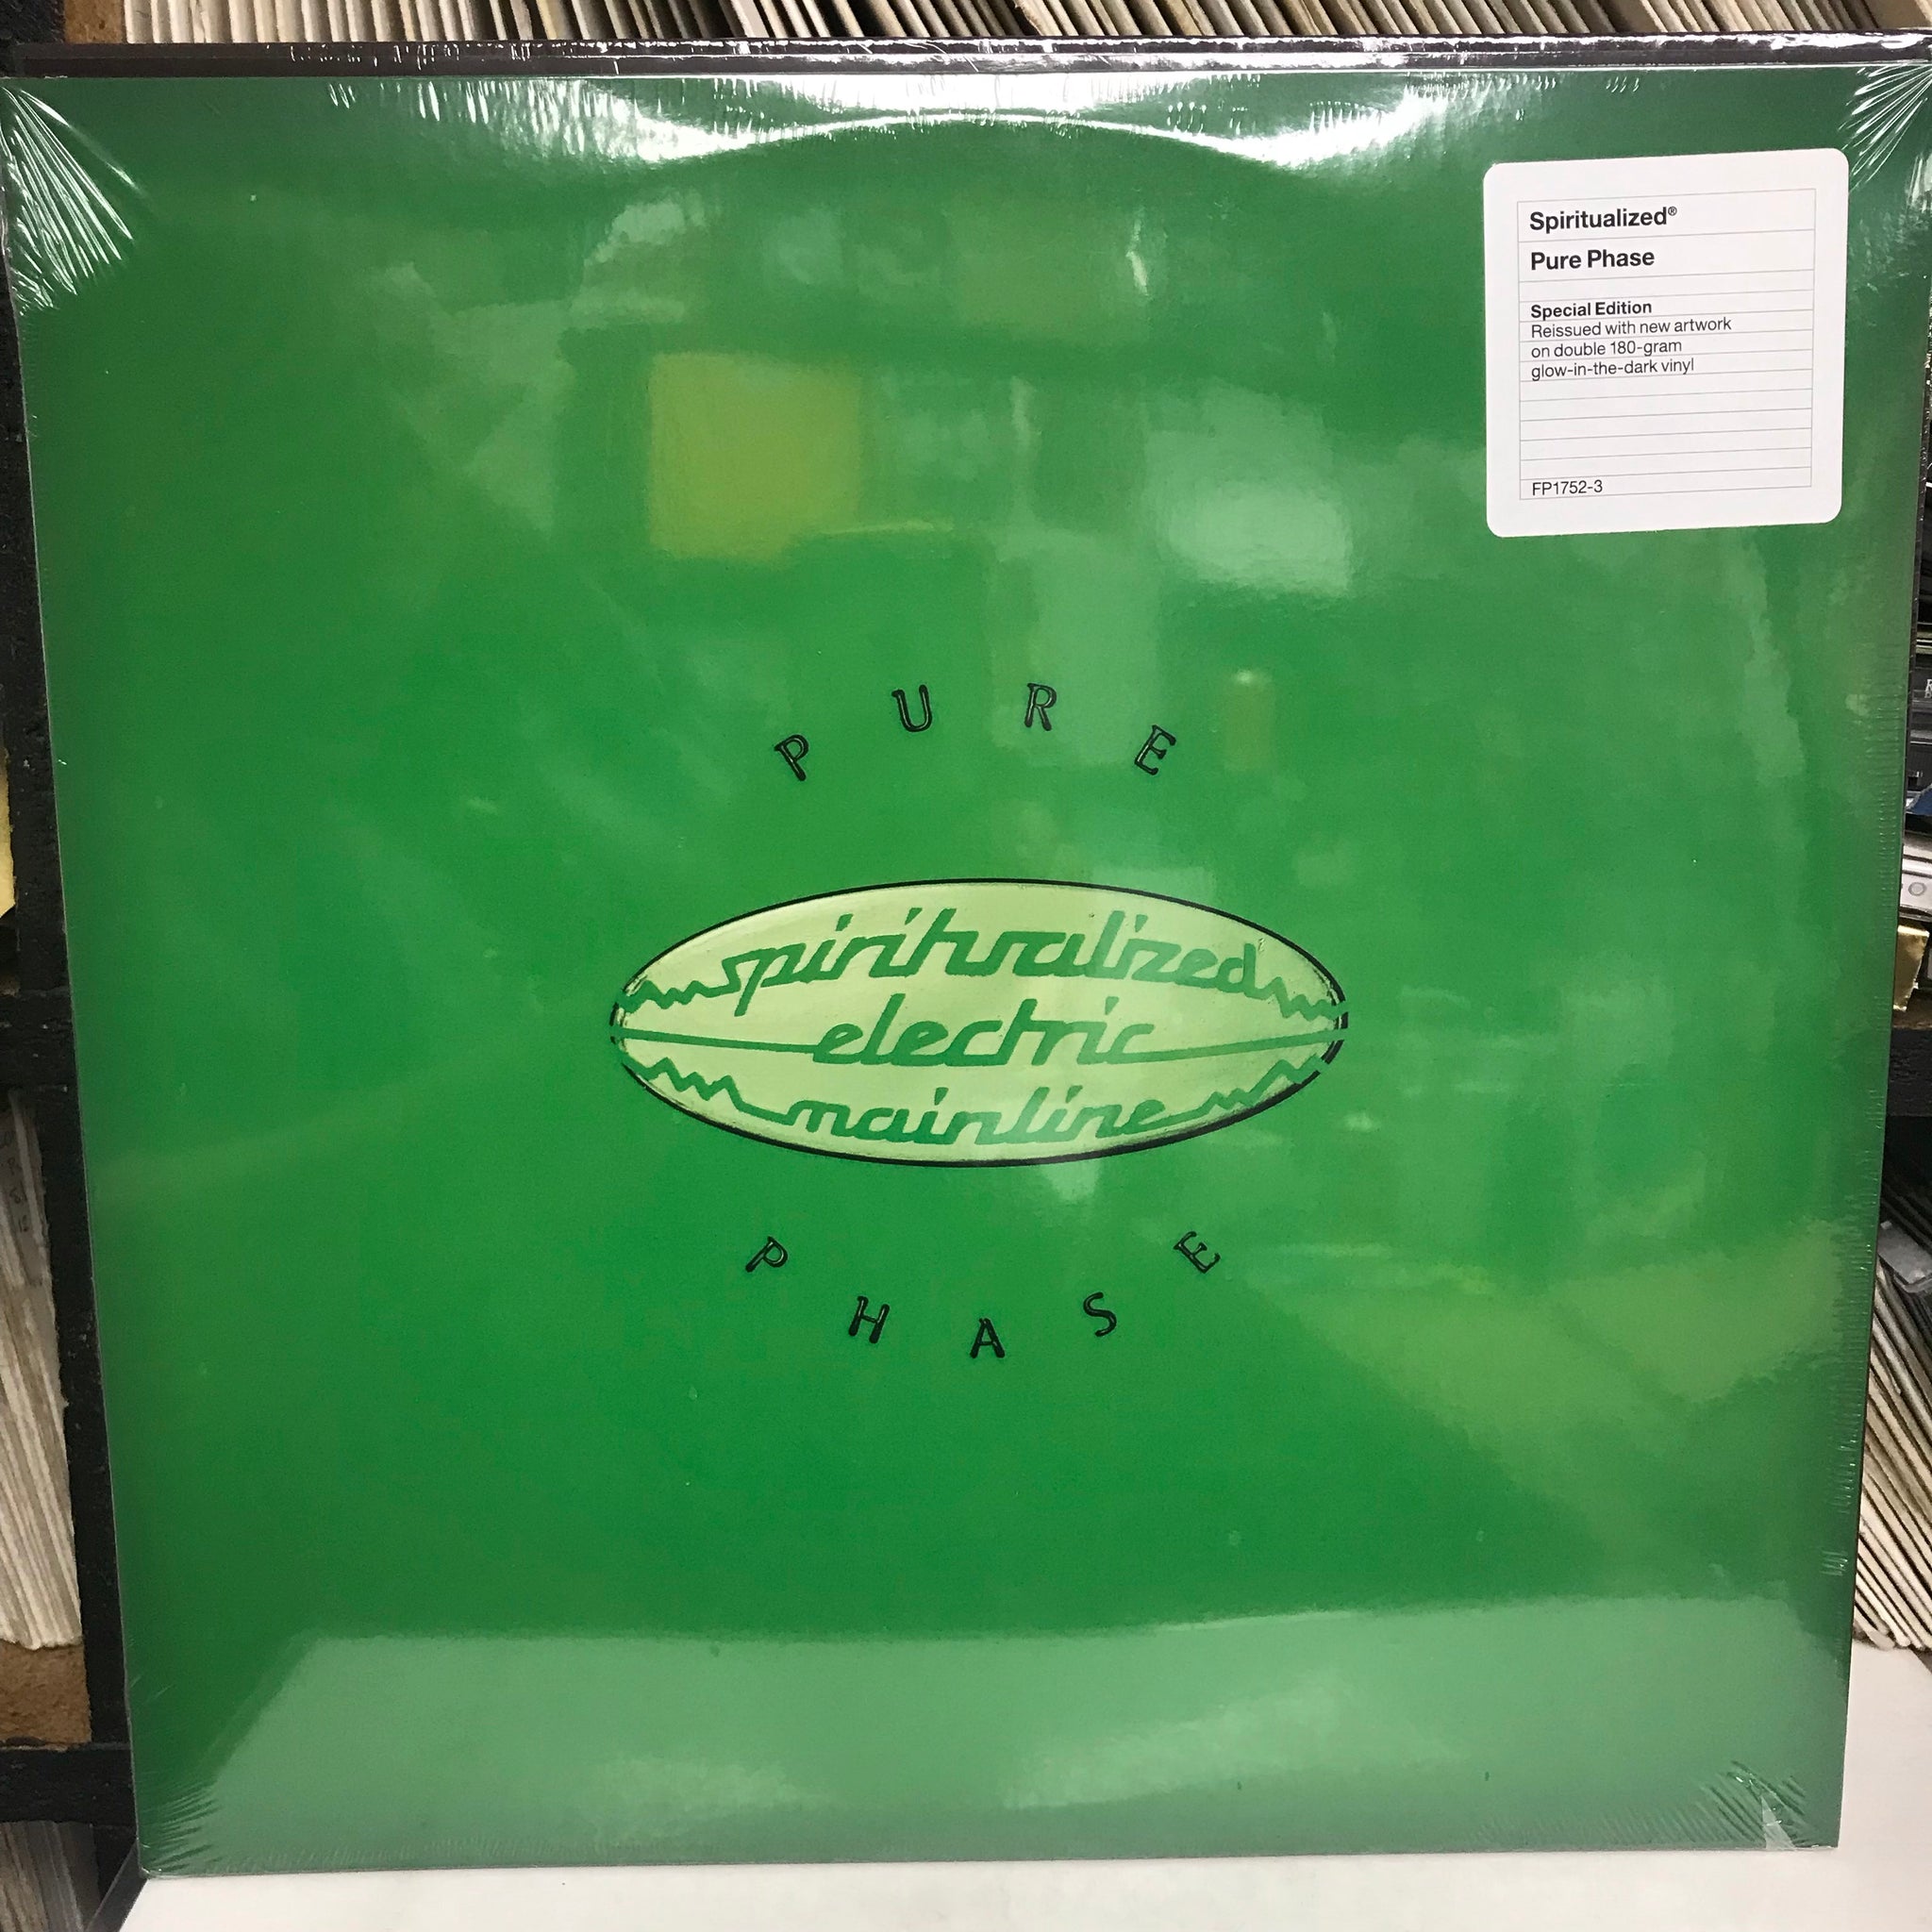 Spiritualized®
Pure Phase
Special Edition
Reissued with new artwork
on double 180-gram
glow-in-the-dark vinyl
FP1752-3
PURE
spiritualized
electric
mainline
PHASE